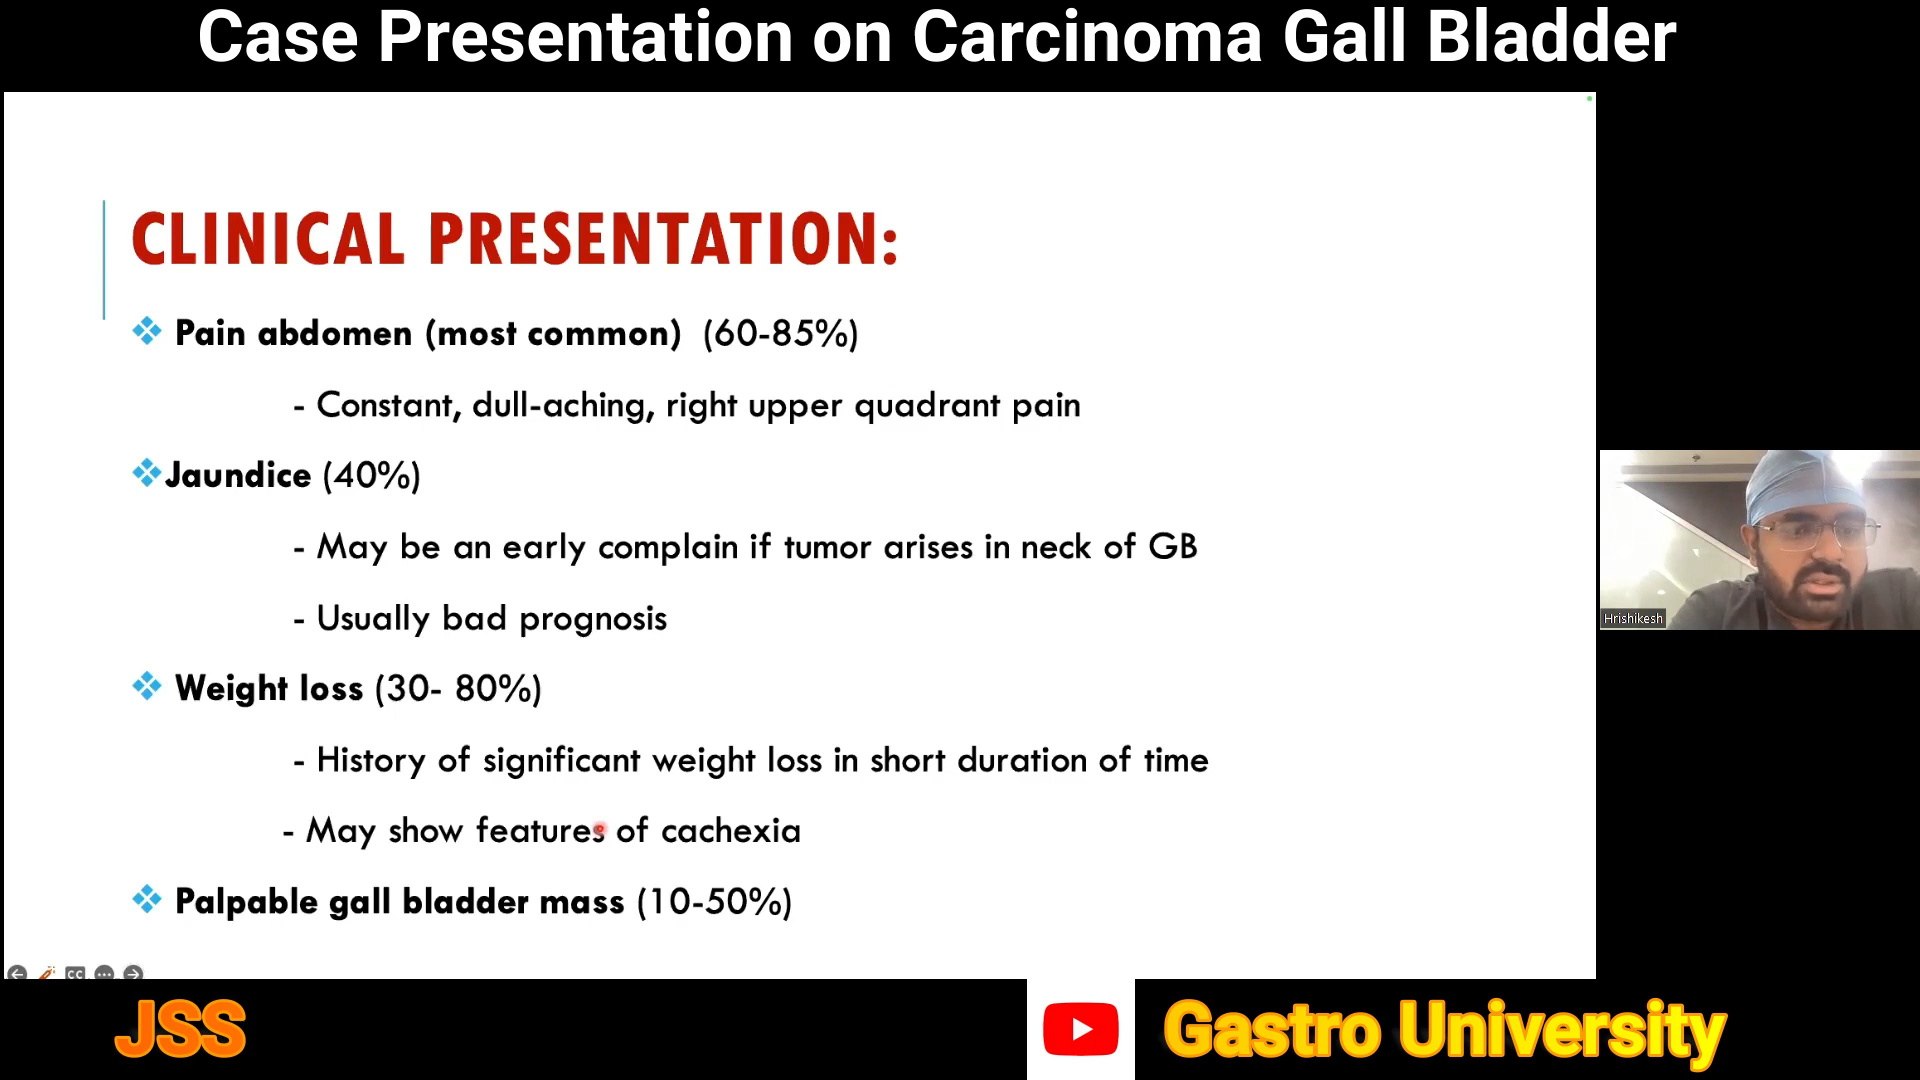 Case Presentation on Carcinoma Gall Bladder
CLINICAL PRESENTATION:
❖ Pain abdomen (most common) (60-85%)
- Constant, dull-aching, right upper quadrant pain
❖Jaundice (40%)
- May be an early complain if tumor arises in neck of GB
- Usually bad prognosis
❖ Weight loss (30- 80%)
- History of significant weight loss in short duration of time
- May show features of cachexia
❖ Palpable gall bladder mass (10-50%)
Hrishikesh
CC
JSS
Gastro University